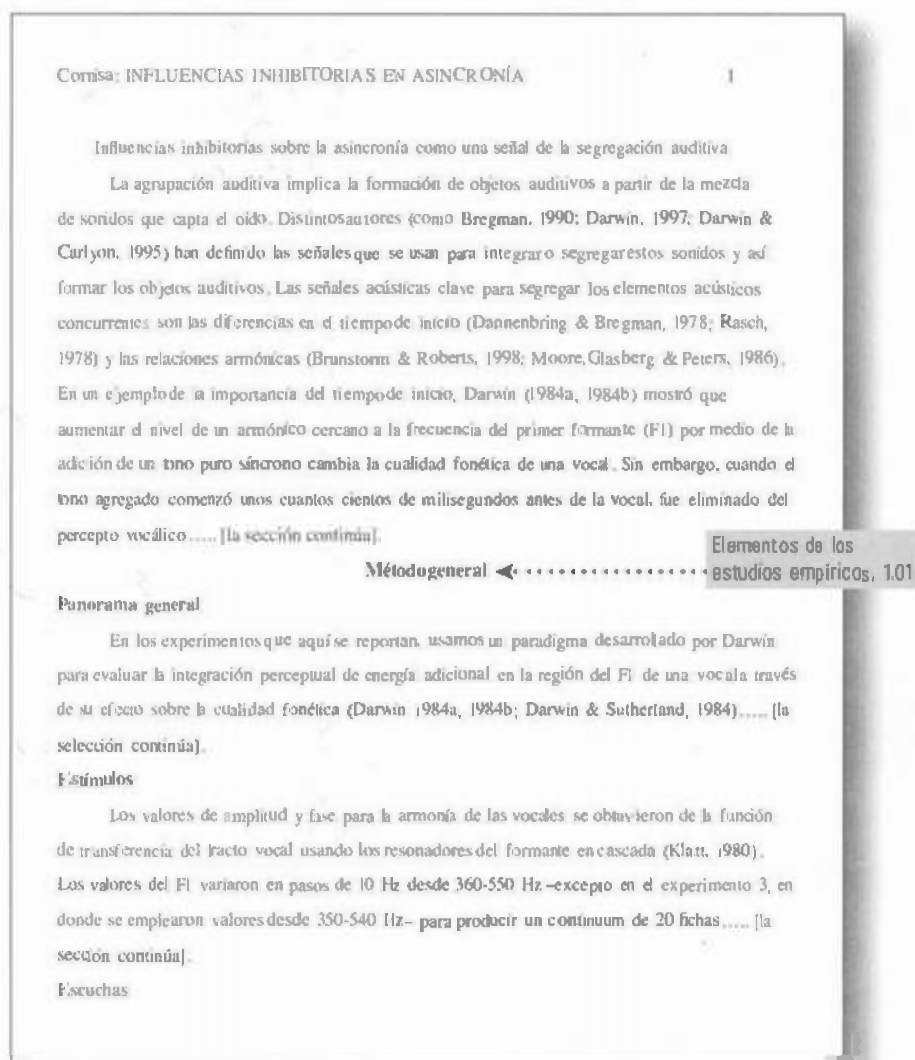 Cornisa: INFLUENCIAS INHIBITORIAS EN ASINCRONÍA 1
Influencias inhibitorias sobre la asincronía como una señal de la segregación auditiva
La agrupación auditiva implica la formación de objetos auditivos a partir de la mezcla
de sonidos que capta el oído. Distintos autores (como Bregman, 1990; Darwin, 1997; Darwin &
Carlyon, 1995) han definido las señales que se usan para integrar o segregar estos sonidos y así
formar los objetos auditivos. Las señales acústicas clave para segregar los elementos acústicos
concurrentes son las diferencias en el tiempo de inicio (Dannenbring & Bregman, 1978; Rasch,
1978) y las relaciones armónicas (Brunstorm & Roberts, 1998; Moore, Glasberg & Peters, 1986).
En un ejemplo de a importancia del tiempo de inicio, Darwin (1984a, 1984b) mostró que
aumentar el nivel de un armónico cercano a la frecuencia del primer formante (F1) por medio de la
adición de un tono puro síncrono cambia la cualidad fonética de una vocal. Sin embargo, cuando el
tono agregado comenzó unos cuantos cientos de milisegundos antes de la vocal, fue eliminado del
percepto vocálico ..... [la sección continúa].
Elementos de los
Método general estudios empíricos, 1.01
Panorama general
En los experimentos que aquí se reportan, usamos un paradigma desarrollado por Darwin
para evaluar la integración perceptual de energía adicional en la región del F1 de una vocal a través
de su efecto sobre la cualidad fonética (Darwin 1984a, 1984b; Darwin & Sutherland, 1984)..... [la
selección continúa].
Estímulos
Los valores de amplitud y fase para la armonía de las vocales se obtuvieron de la función
de transferencia del tracto vocal usando los resonadores del formante en cascada (Klatt, 1980).
Los valores del F1 variaron en pasos de 10 Hz desde 360-550 Hz –excepto en el experimento 3, en
donde se emplearon valores desde 350-540 Hz– para producir un continuum de 20 fichas ..... [la
sección continúa].
Escuchas